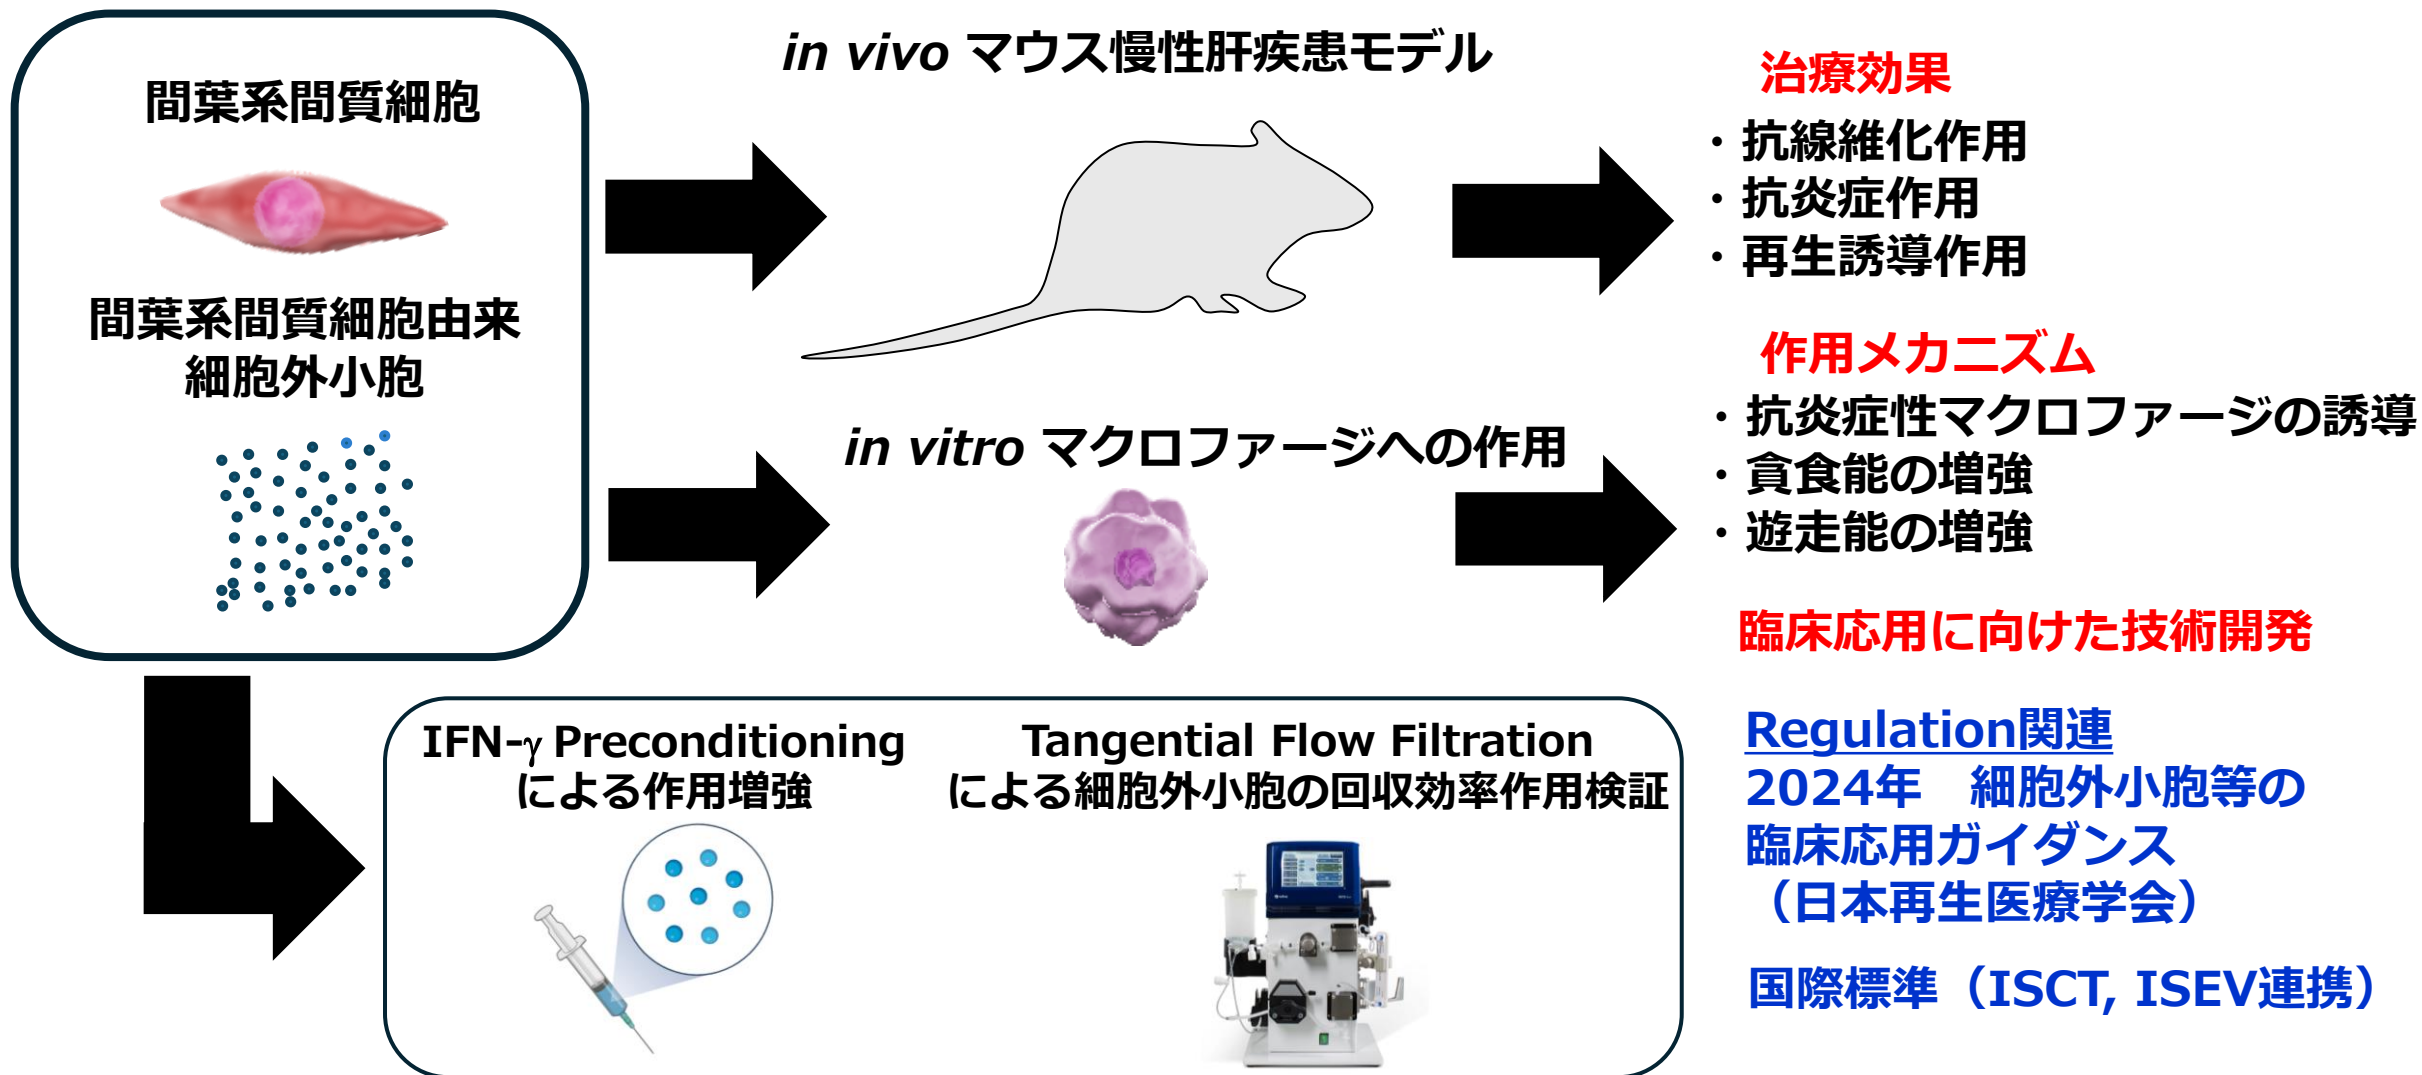 間葉系間質細胞
間葉系間質細胞由来
細胞外小胞
in vivo マウス慢性肝疾患モデル
in vitro マクロファージへの作用
治療効果
・抗線維化作用
・抗炎症作用
・再生誘導作用
作用メカニズム
・抗炎症性マクロファージの誘導
・貪食能の増強
・遊走能の増強
臨床応用に向けた技術開発
IFN-γ Preconditioning
による作用増強
Tangential Flow Filtration
による細胞外小胞の回収効率作用検証
Regulation関連
2024年　細胞外小胞等の
臨床応用ガイダンス
（日本再生医療学会）
国際標準（ISCT, ISEV連携）